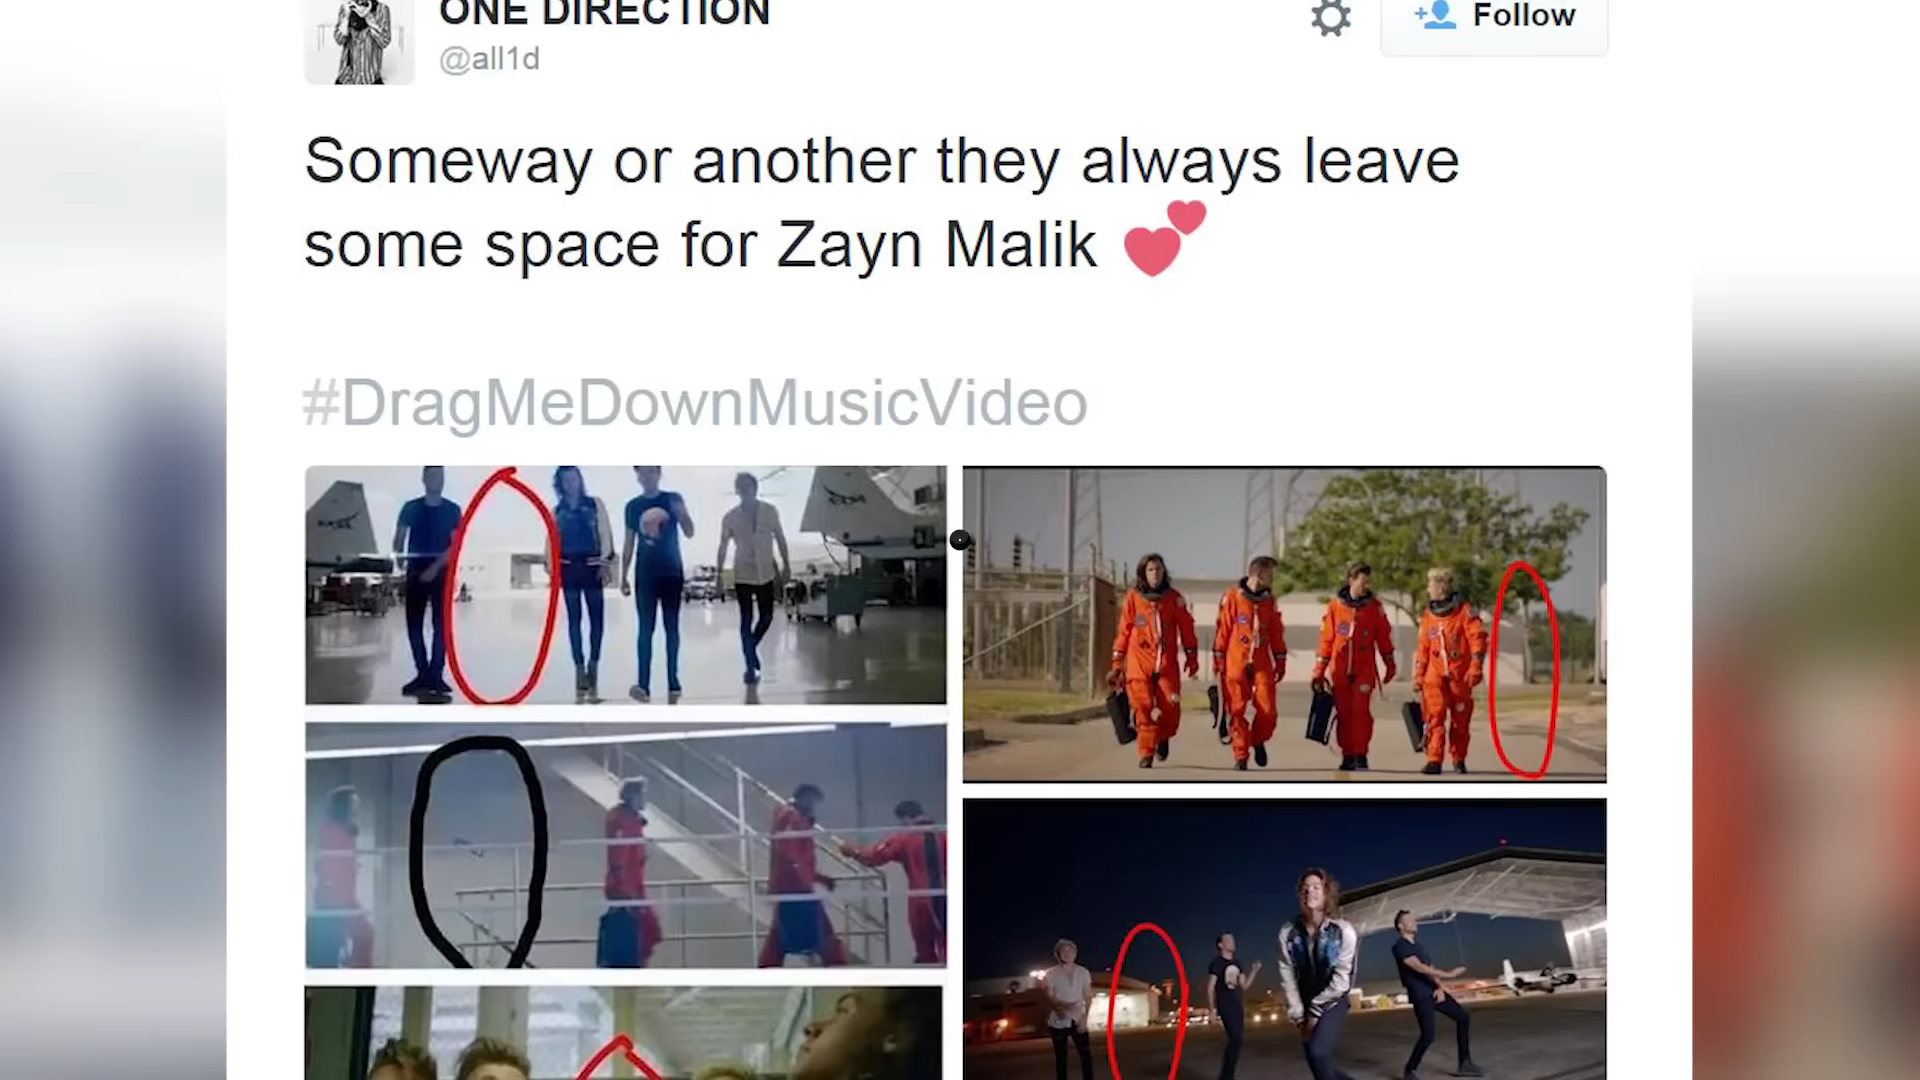 ONE DIRECTION
@all1d
Follow
Someway or another they always leave
some space for Zayn Malik
#DragMeDownMusicVideo